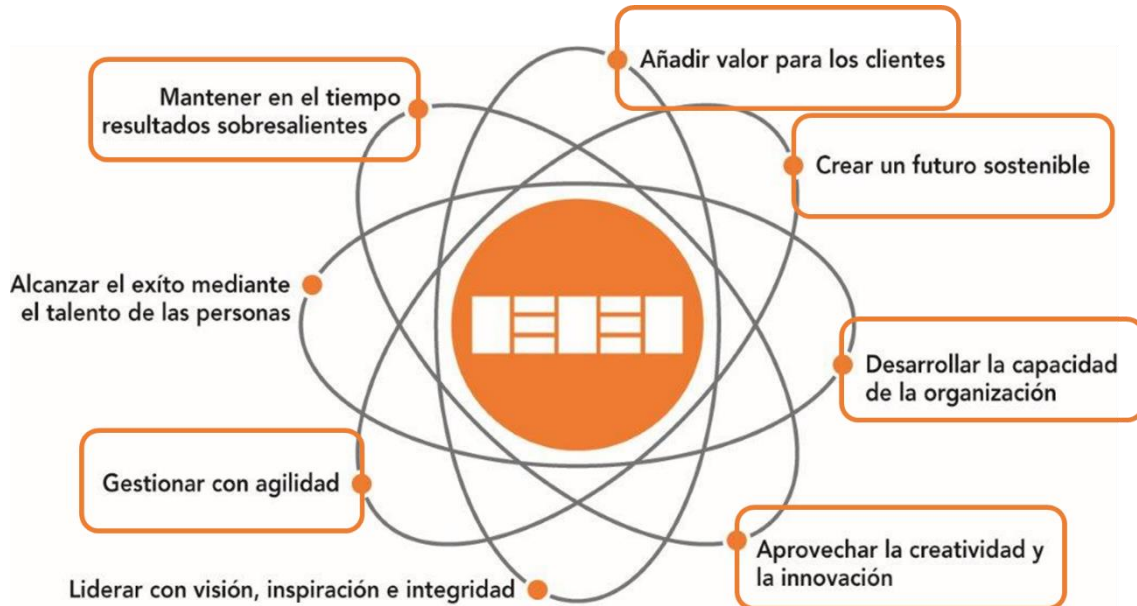 Añadir valor para los clientes
Mantener en el tiempo
resultados sobresalientes
Crear un futuro sostenible
Alcanzar el exíto mediante
el talento de las personas
Desarrollar la capacidad
de la organización
Gestionar con agilidad
Aprovechar la creatividad y
la innovación
Liderar con visión, inspiración e integridad